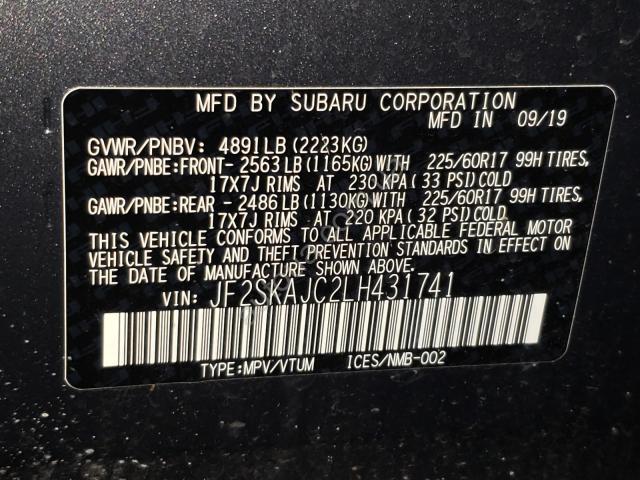 MFD BY SUBARU CORPORATION
MFD IN 09/19
GVWR/PNBV: 4891LB (2223KG)
GAWR/PNBE:FRONT- 2563LB (1165KG) WITH 225/60R17 99H TIRES,
17X7J RIMS AT 230 KPA (33 PSI) COLD
GAWR/PNBE:REAR - 2486LB (1130KG) WITH 225/60R17 99H TIRES,
17X7J RIMS AT 220 KPA (32 PSI) COLD.
THIS VEHICLE CONFORMS TO ALL APPLICABLE FEDERAL MOTOR
VEHICLE SAFETY AND THEFT PREVENTION STANDARDS IN EFFECT ON
THE DATE OF MANUFACTURE SHOWN ABOVE.
VIN: JF2SKAJC2LH431741
TYPE:MPV/VTUM ICES/NMB-002